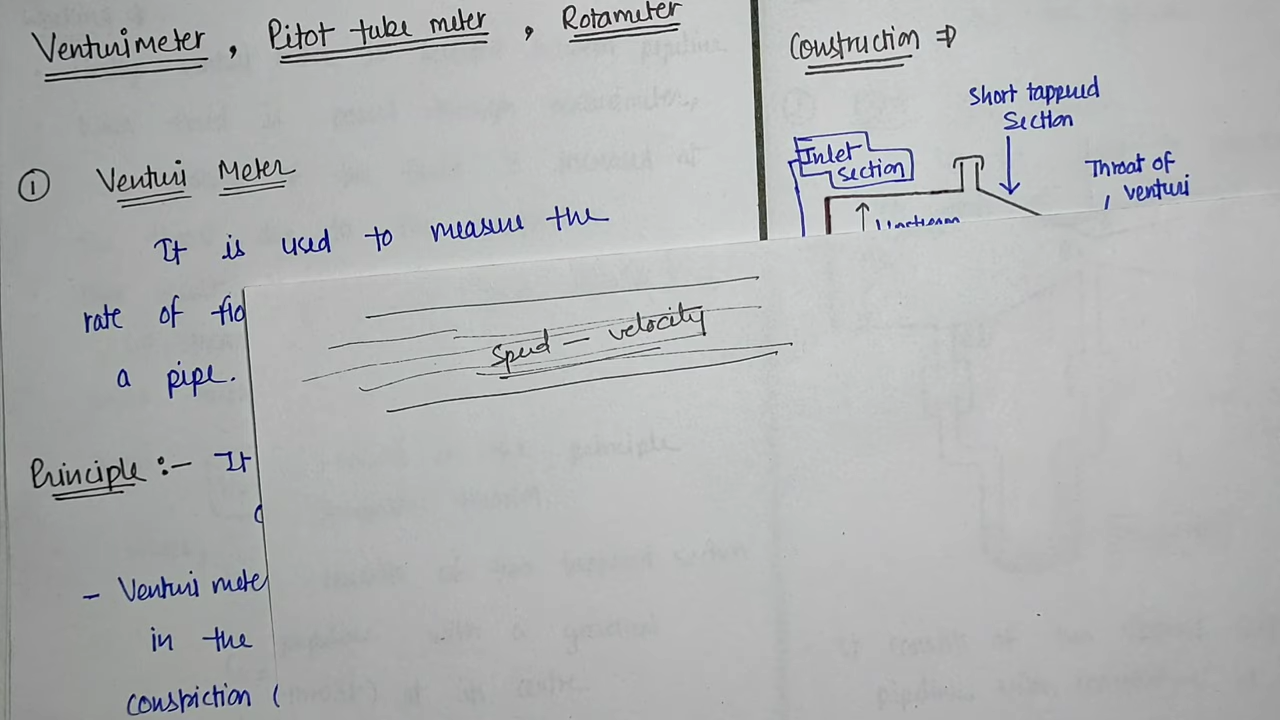 Venturimeter, Pitot tube meter, Rotameter
① Venturi Meter
It is used to measure the
rate of flo
a pipe.
Principle :- It
- Venturi mete
in the
constriction (
speed - velocity
Construction ⇒
Short tappered
Section
Inlet
section
Throat of
venturi
Upstream